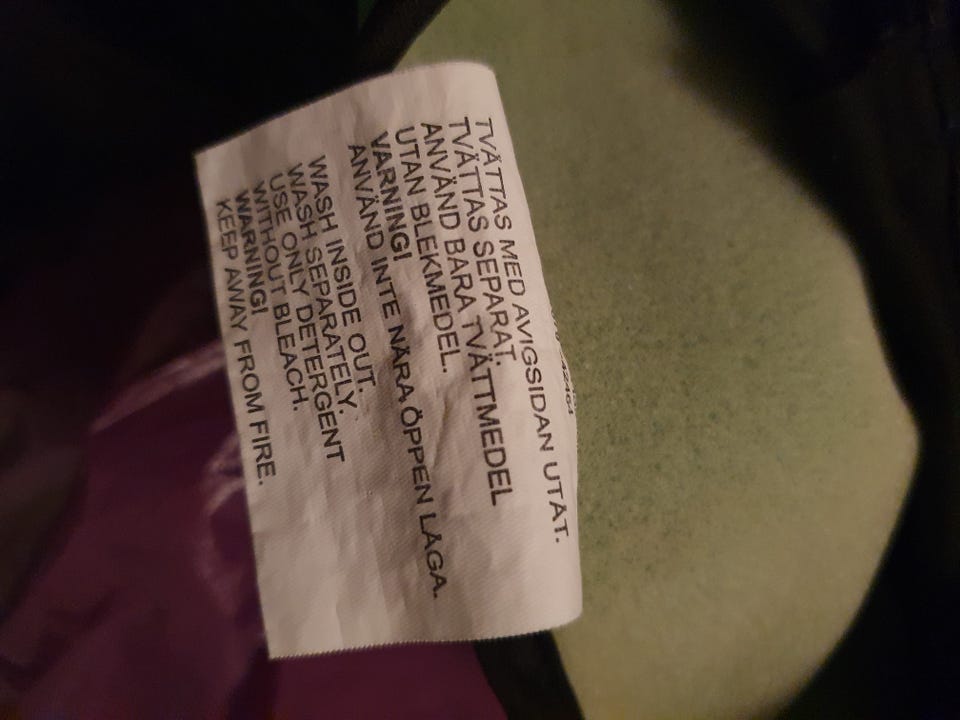 TVÄTTAS MED AVIGSIDAN UTÅT.
TVÄTTAS SEPARAT.
ANVÄND BARA TVÄTTMEDEL
UTAN BLEKMEDEL.
VARNING!
ANVÄND INTE NÄRA ÖPPEN LÅGA.
WASH INSIDE OUT.
WASH SEPARATELY.
USE ONLY DETERGENT
WITHOUT BLEACH.
WARNING!
KEEP AWAY FROM FIRE.